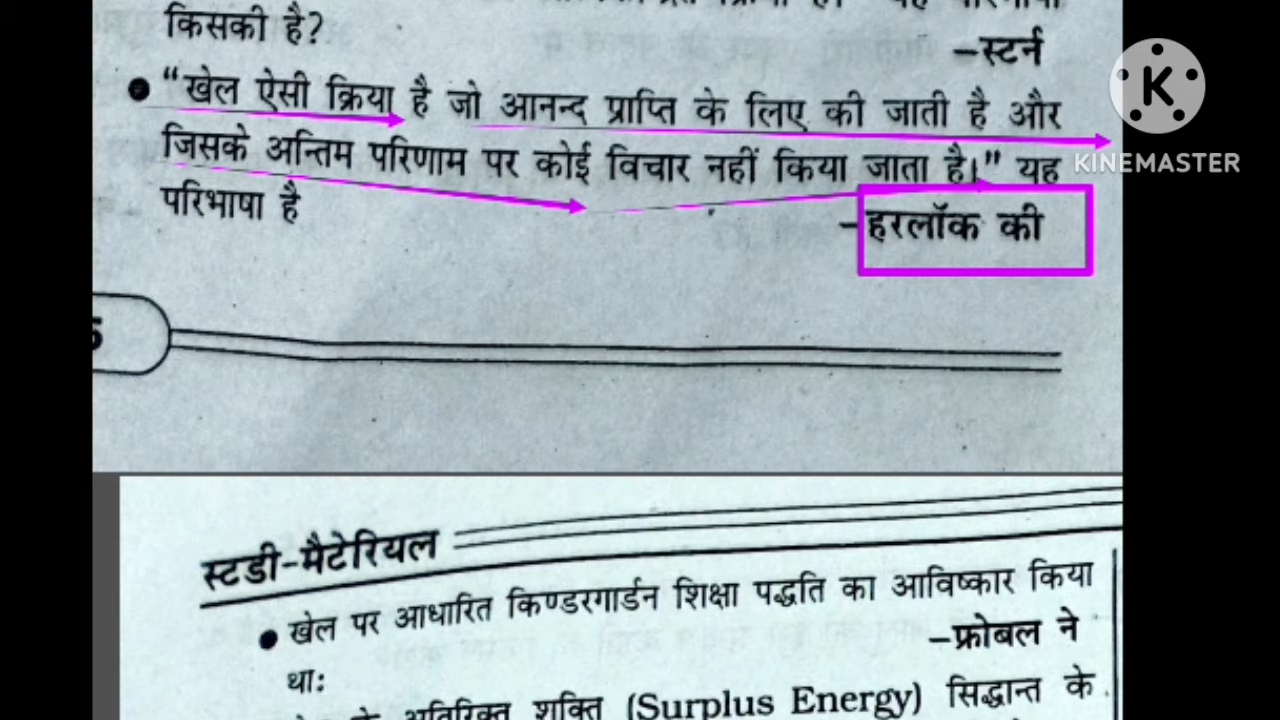 किसकी है?
–स्टर्न
● “खेल ऐसी क्रिया है जो आनन्द प्राप्ति के लिए की जाती है और
जिसके अन्तिम परिणाम पर कोई विचार नहीं किया जाता है।” यह
परिभाषा है
–हरलॉक की
K
KINEMASTER
स्टडी-मैटेरियल
● खेल पर आधारित किण्डरगार्डन शिक्षा पद्धति का आविष्कार किया
था:
–फ्रोबल ने
अतिरिक्त शक्ति (Surplus Energy) सिद्धान्त के